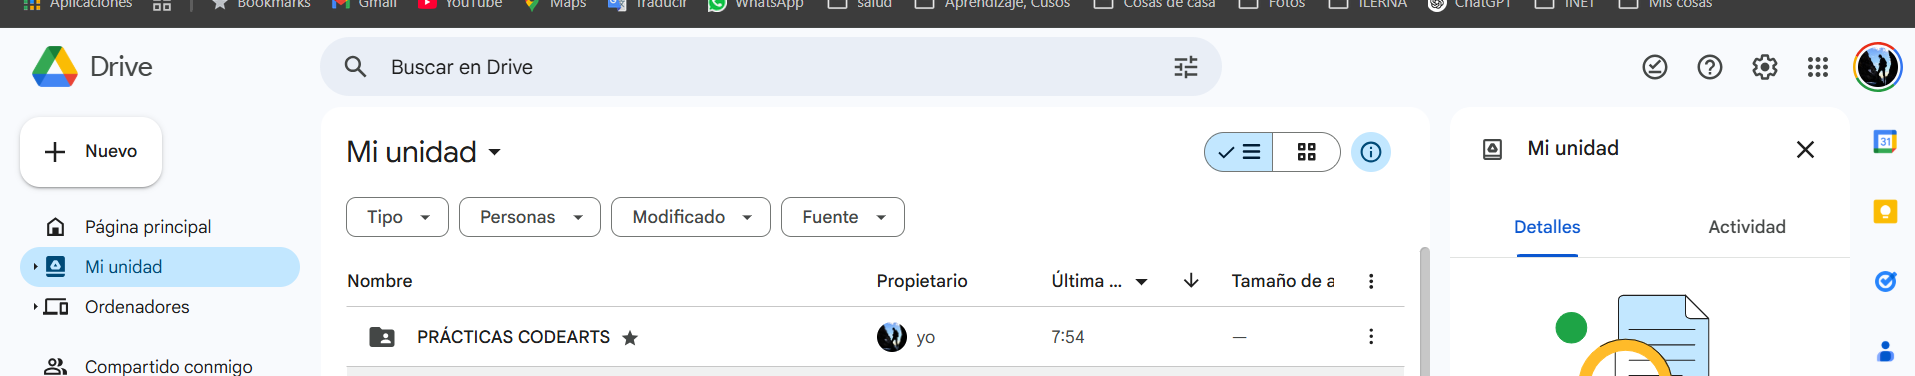 Aplicaciones Bookmarks Gmail YouTube Maps Traducir WhatsApp salud Aprendizaje, Cusos Cosas de casa Fotos ILERNA ChatGPT INET Mis cosas
Drive
Buscar en Drive
Nuevo
Mi unidad
Mi unidad
31
Tipo Personas Modificado Fuente
Página principal
Detalles Actividad
Mi unidad
Nombre Propietario Última ... Tamaño de a
Ordenadores
PRÁCTICAS CODEARTS yo 7:54 —
Compartido conmigo